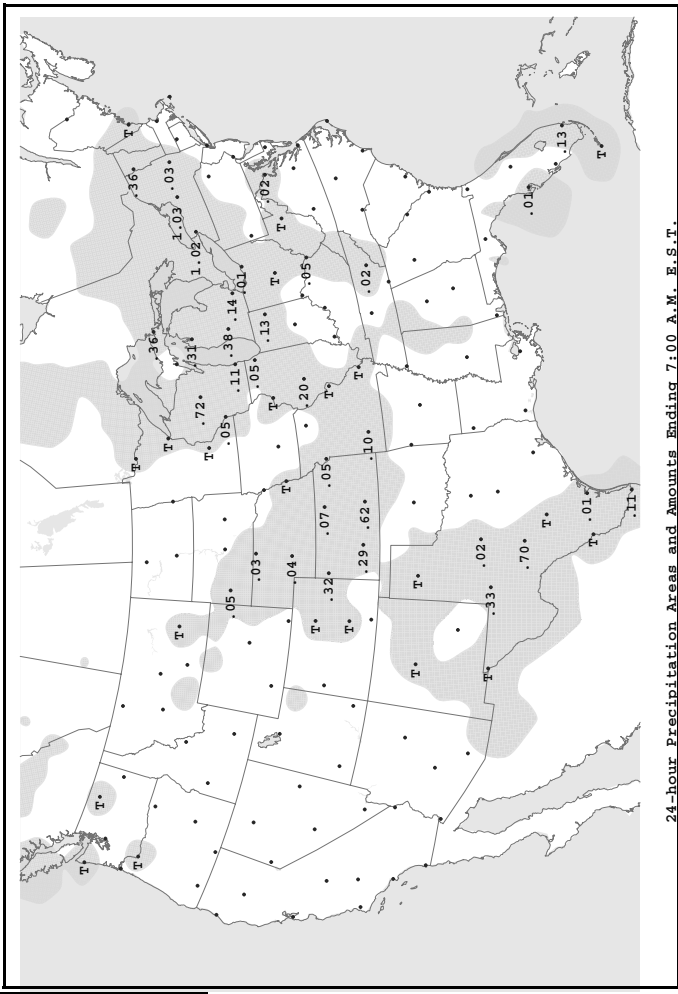 T
T
T
.36
T
T
.36
T
.03
1.03
T
.31
1.02
.72
T
.05
.38
.05
.14
.11
.01
.05
.03
.13
.02
T
T
T
T
.04
.20
.05
T
.07
.05
.32
T
T
T
.29
.62
.02
.10
T
T
.02
T
.33
.70
.01
T
.13
.01
T
T
.11
24-hour Precipitation Areas and Amounts Ending 7:00 A.M. E.S.T.